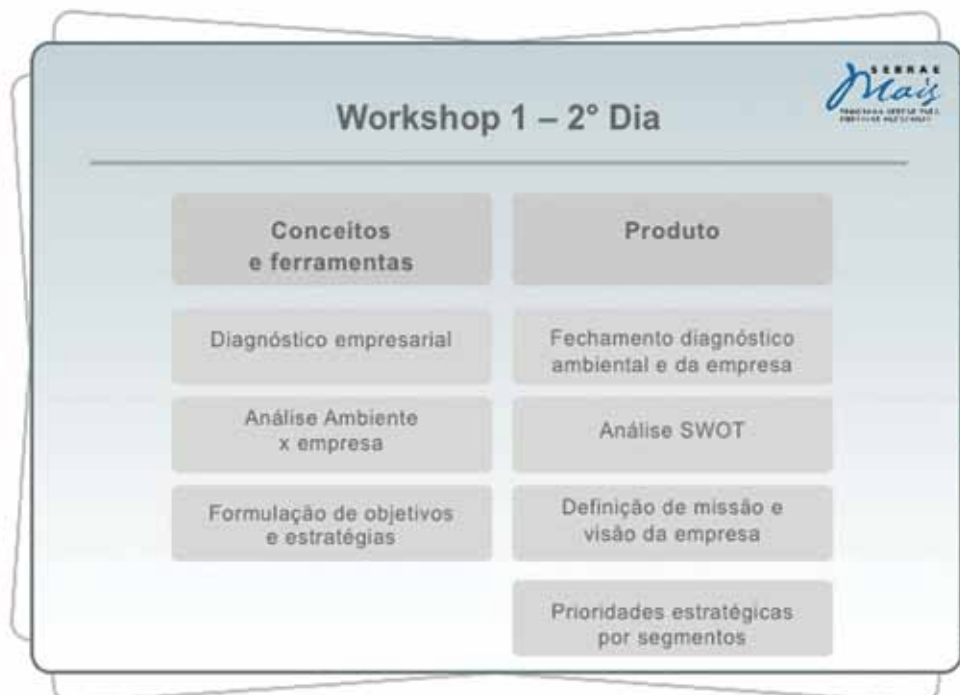 SEBRAE
Mais
Workshop 1 – 2° Dia
Conceitos
e ferramentas
Produto
Diagnóstico empresarial
Fechamento diagnóstico
ambiental e da empresa
Análise Ambiente
x empresa
Análise SWOT
Formulação de objetivos
e estratégias
Definição de missão e
visão da empresa
Prioridades estratégicas
por segmentos